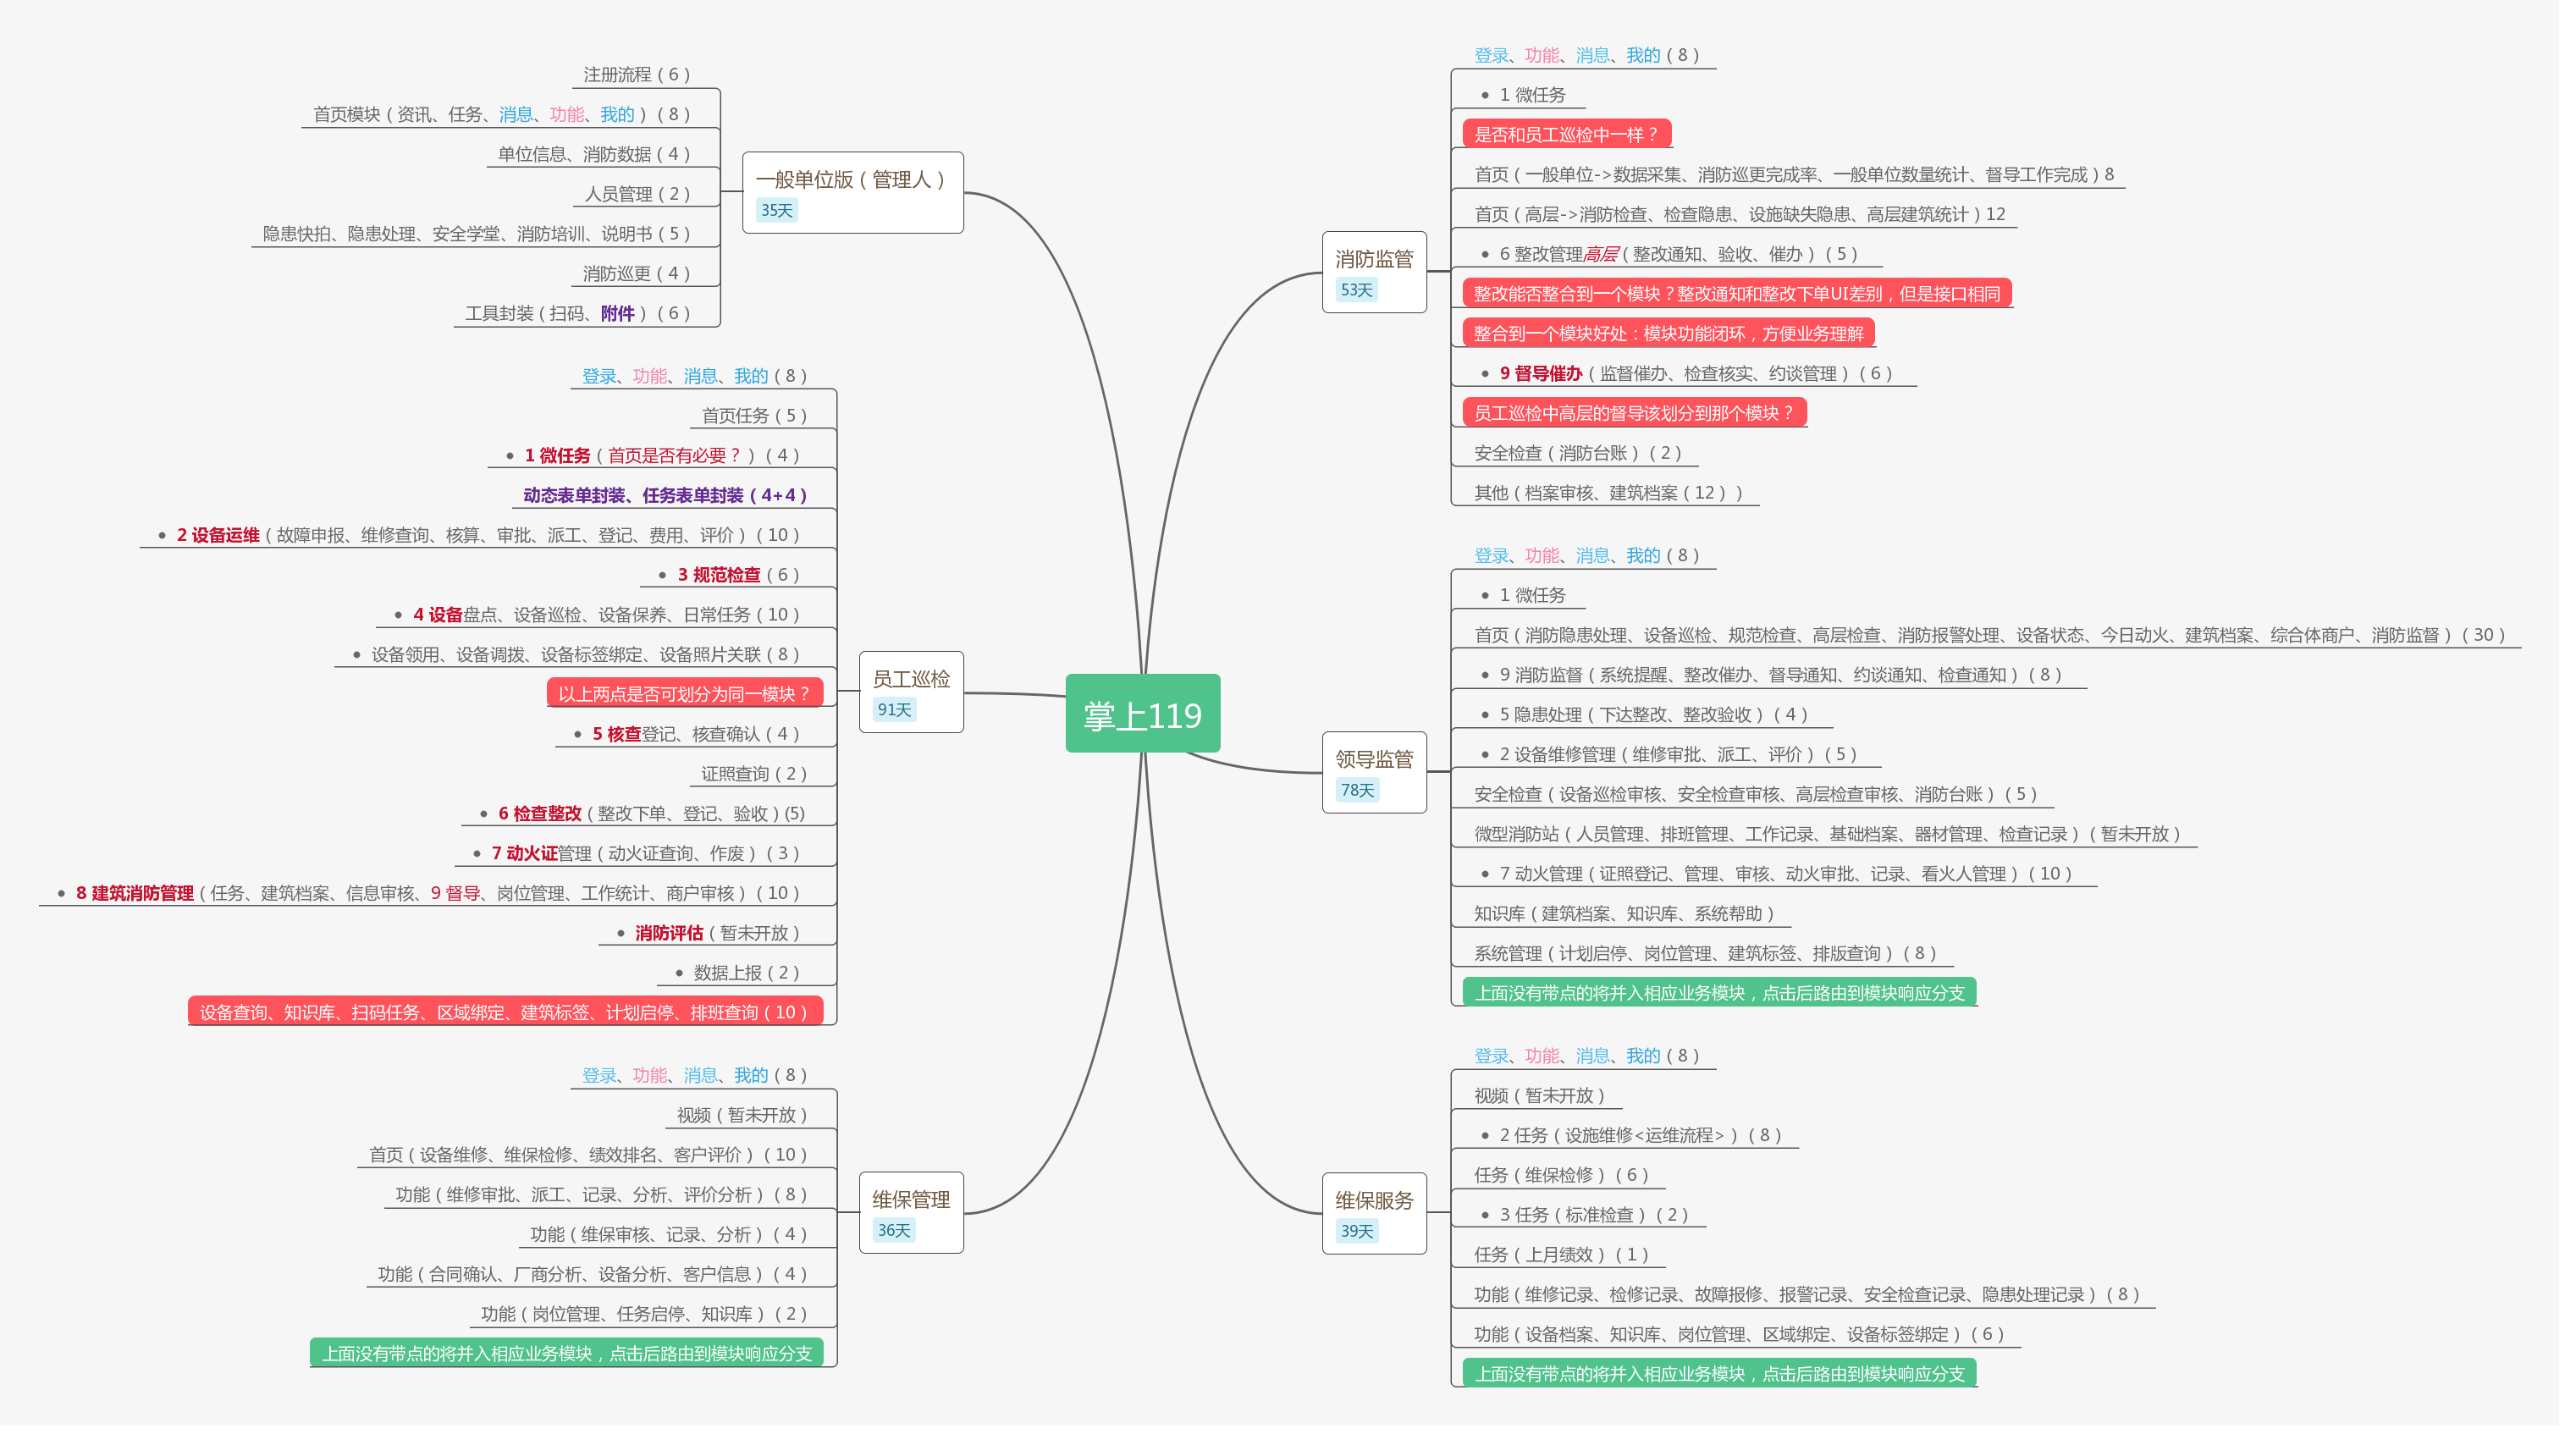 掌上119
一般单位版（管理人）
35天
注册流程（6）
首页模块（资讯、任务、消息、功能、我的）（8）
单位信息、消防数据（4）
人员管理（2）
隐患快拍、隐患处理、安全学堂、消防培训、说明书（5）
消防巡更（4）
工具封装（扫码、附件）（6）
员工巡检
91天
登录、功能、消息、我的（8）
首页任务（5）
• 1 微任务（首页是否有必要？）（4）
动态表单封装、任务表单封装（4+4）
• 2 设备运维（故障申报、维修查询、核算、审批、派工、登记、费用、评价）（10）
• 3 规范检查（6）
• 4 设备盘点、设备巡检、设备保养、日常任务（10）
• 设备领用、设备调拨、设备标签绑定、设备照片关联（8）
以上两点是否可划分为同一模块？
• 5 核查登记、核查确认（4）
证照查询（2）
• 6 检查整改（整改下单、登记、验收）(5)
• 7 动火证管理（动火证查询、作废）（3）
• 8 建筑消防管理（任务、建筑档案、信息审核、9 督导、岗位管理、工作统计、商户审核）（10）
• 消防评估（暂未开放）
• 数据上报（2）
设备查询、知识库、扫码任务、区域绑定、建筑标签、计划启停、排班查询（10）
维保管理
36天
登录、功能、消息、我的（8）
视频（暂未开放）
首页（设备维修、维保检修、绩效排名、客户评价）（10）
功能（维修审批、派工、记录、分析、评价分析）（8）
功能（维保审核、记录、分析）（4）
功能（合同确认、厂商分析、设备分析、客户信息）（4）
功能（岗位管理、任务启停、知识库）（2）
上面没有带点的将并入相应业务模块，点击后路由到模块响应分支
消防监管
53天
登录、功能、消息、我的（8）
• 1 微任务
是否和员工巡检中一样？
首页（一般单位->数据采集、消防巡更完成率、一般单位数量统计、督导工作完成）8
首页（高层->消防检查、检查隐患、设施缺失隐患、高层建筑统计）12
• 6 整改管理高层（整改通知、验收、催办）（5）
整改能否整合到一个模块？整改通知和整改下单UI差别，但是接口相同
整合到一个模块好处：模块功能闭环，方便业务理解
• 9 督导催办（监督催办、检查核实、约谈管理）（6）
员工巡检中高层的督导该划分到那个模块？
安全检查（消防台账）（2）
其他（档案审核、建筑档案（12））
领导监管
78天
登录、功能、消息、我的（8）
• 1 微任务
首页（消防隐患处理、设备巡检、规范检查、高层检查、消防报警处理、设备状态、今日动火、建筑档案、综合体商户、消防监督）（30）
• 9 消防监督（系统提醒、整改催办、督导通知、约谈通知、检查通知）（8）
• 5 隐患处理（下达整改、整改验收）（4）
• 2 设备维修管理（维修审批、派工、评价）（5）
安全检查（设备巡检审核、安全检查审核、高层检查审核、消防台账）（5）
微型消防站（人员管理、排班管理、工作记录、基础档案、器材管理、检查记录）（暂未开放）
• 7 动火管理（证照登记、管理、审核、动火审批、记录、看火人管理）（10）
知识库（建筑档案、知识库、系统帮助）
系统管理（计划启停、岗位管理、建筑标签、排版查询）（8）
上面没有带点的将并入相应业务模块，点击后路由到模块响应分支
维保服务
39天
登录、功能、消息、我的（8）
视频（暂未开放）
• 2 任务（设施维修<运维流程>）（8）
任务（维保检修）（6）
• 3 任务（标准检查）（2）
任务（上月绩效）（1）
功能（维修记录、检修记录、故障报修、报警记录、安全检查记录、隐患处理记录）（8）
功能（设备档案、知识库、岗位管理、区域绑定、设备标签绑定）（6）
上面没有带点的将并入相应业务模块，点击后路由到模块响应分支